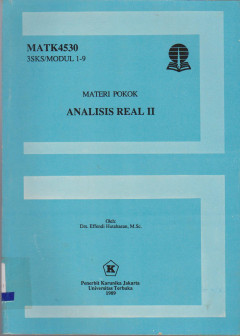 MATK4530
3SKS/MODUL 1-9
MATERI POKOK
ANALISIS REAL II
Oleh:
Drs. Effendi Hutahaean, M.Sc.
K
Penerbit Karunika Jakarta
Universitas Terbuka
1989